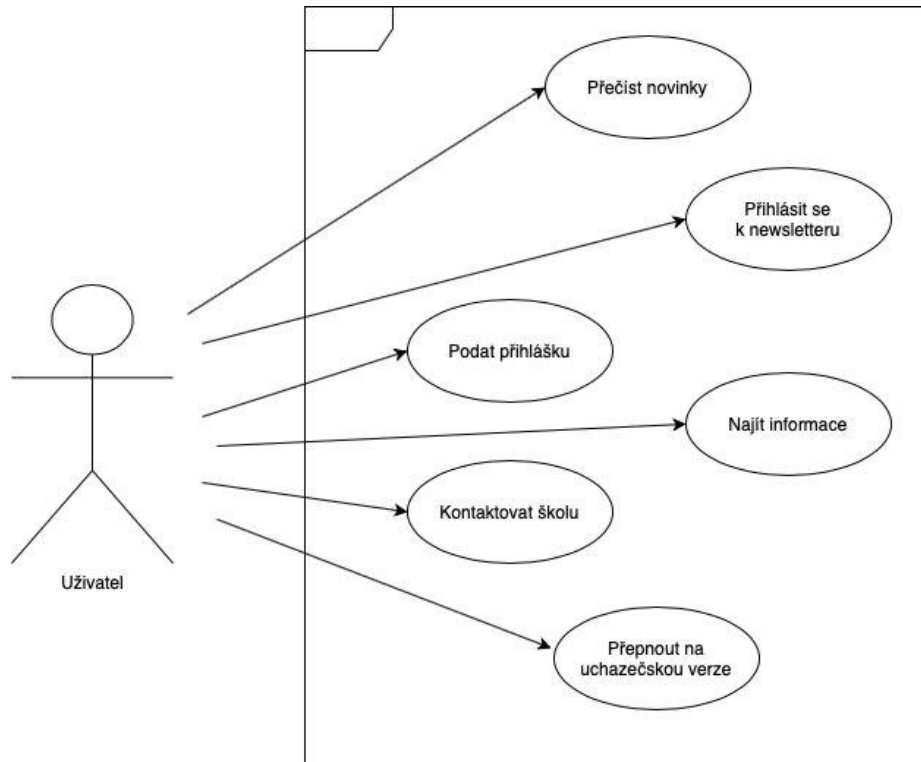 Přečíst novinky
Přihlásit se
k newsletteru
Podat přihlášku
Najít informace
Kontaktovat školu
Uživatel
Přepnout na
uchazečskou verze